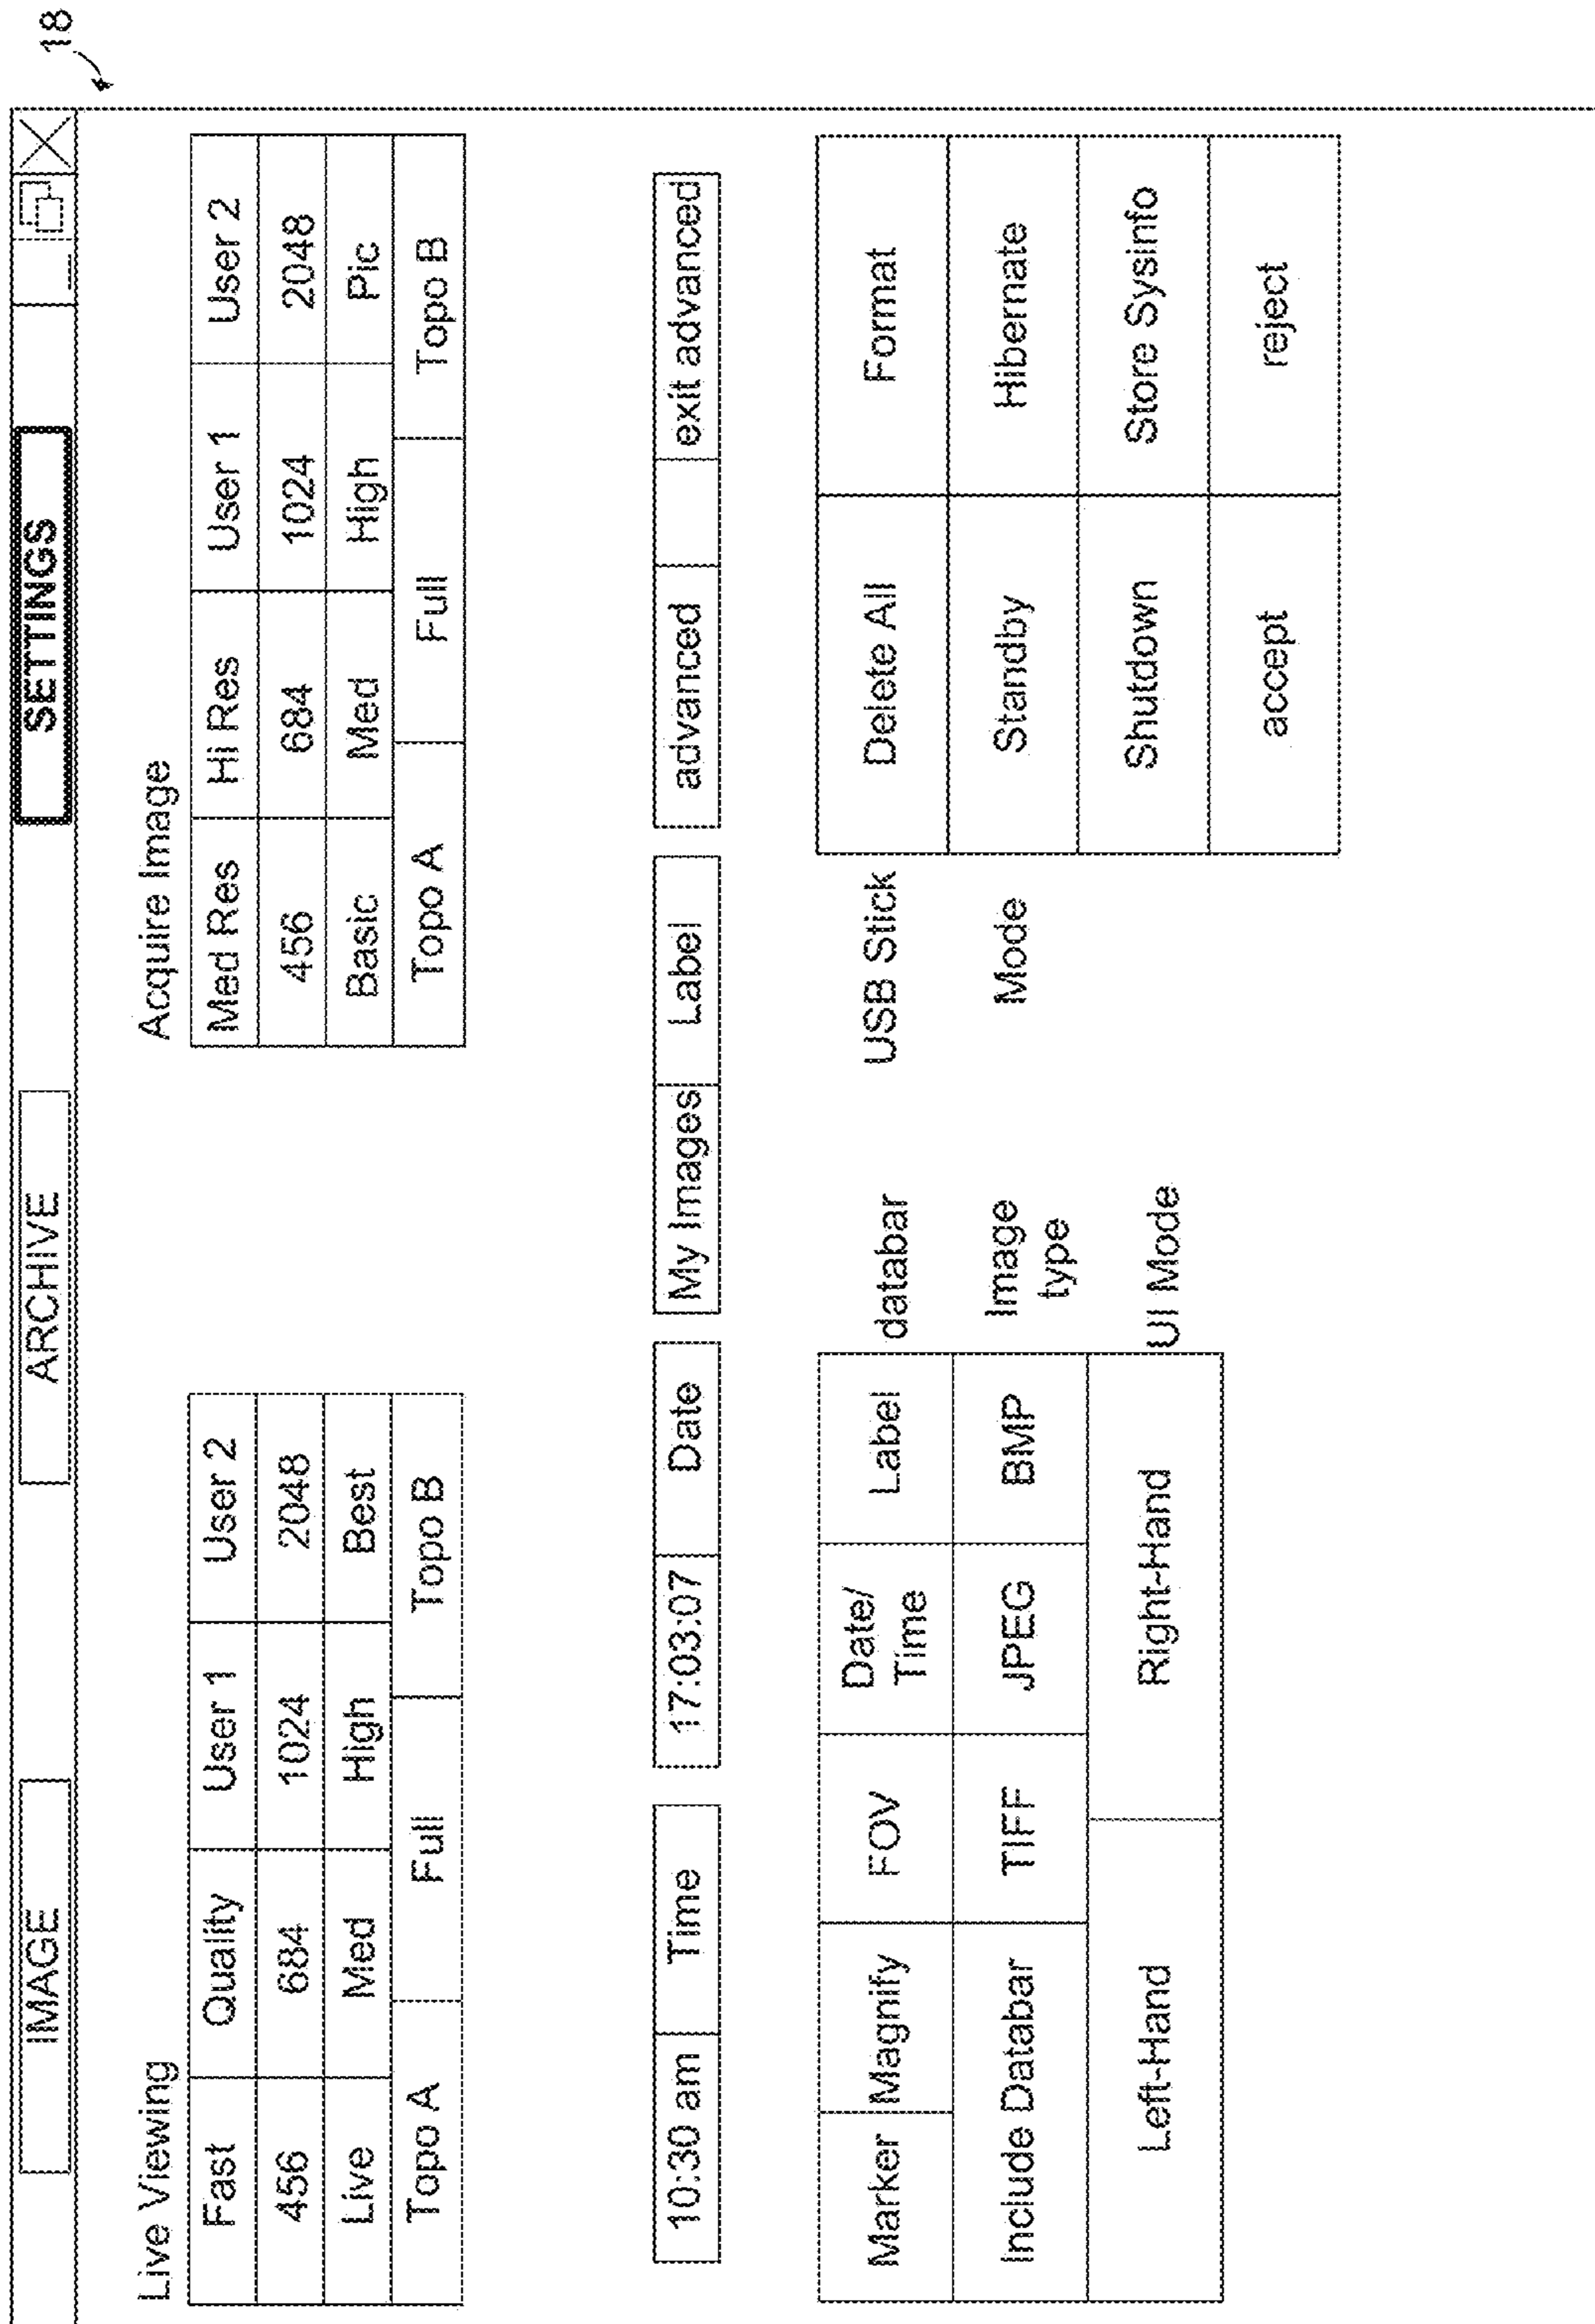 18
IMAGE ARCHIVE SETTINGS
Live Viewing
Fast Quality User 1 User 2
456 684 1024 2048
Live Med High Best
Topo A Full Topo B
Acquire Image
Med Res Hi Res User 1 User 2
456 684 1024 2048
Basic Med High Pic
Topo A Full Topo B
10:30 am Time 17:03:07 Date My Images Label advanced exit advanced
Marker Magnify FOV Date/ Time Label databar
Include Databar TIFF JPEG BMP Image type
Left-Hand Right-Hand UI Mode
USB Stick Delete All Format
Mode Standby Hibernate
Shutdown Store Sysinfo
accept reject